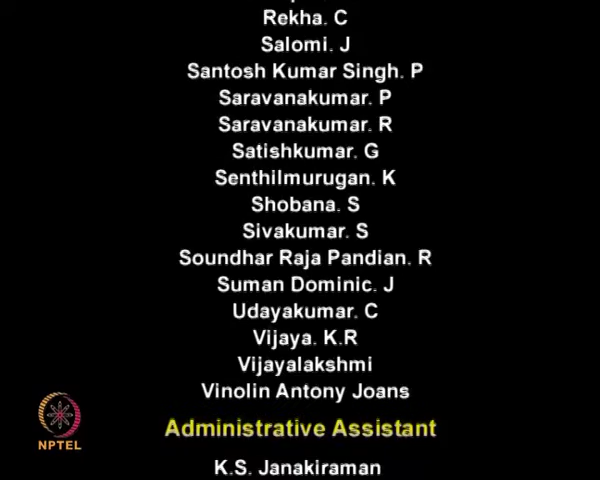 Rekha. C
Salomi. J
Santosh Kumar Singh. P
Saravanakumar. P
Saravanakumar. R
Satishkumar. G
Senthilmurugan. K
Shobana. S
Sivakumar. S
Soundhar Raja Pandian. R
Suman Dominic. J
Udayakumar. C
Vijaya. K.R
Vijayalakshmi
Vinolin Antony Joans
Administrative Assistant
NPTEL
K.S. Janakiraman